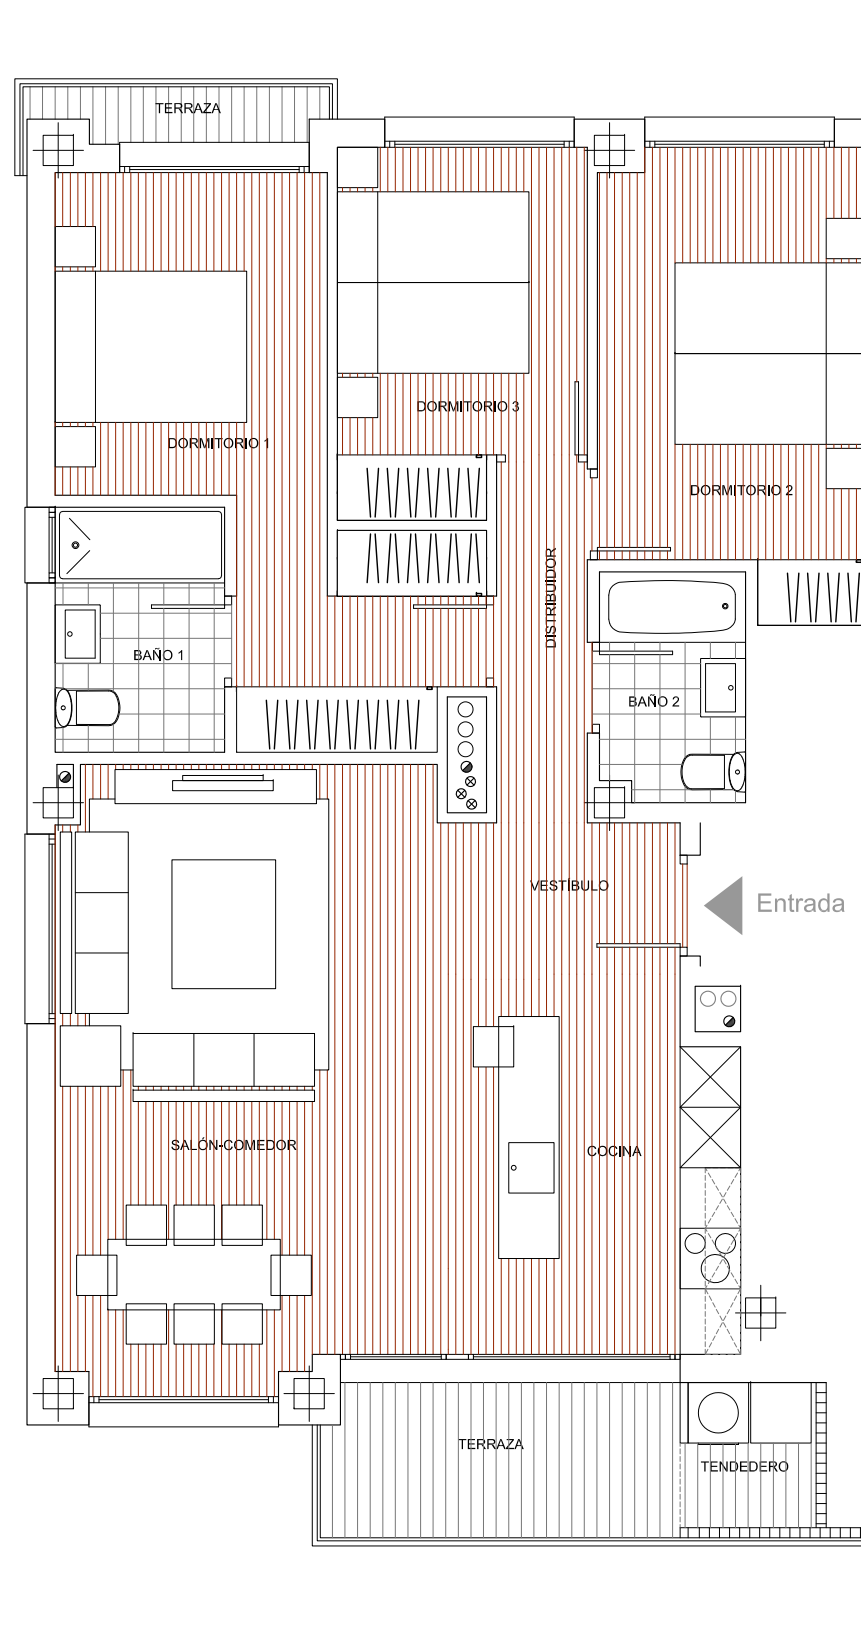 TERRAZA
DORMITORIO 3
DORMITORIO 1
DORMITORIO 2
DISTRIBUIDOR
BAÑO 1
BAÑO 2
VESTÍBULO
Entrada
SALÓN-COMEDOR
COCINA
TERRAZA
TENDEDERO